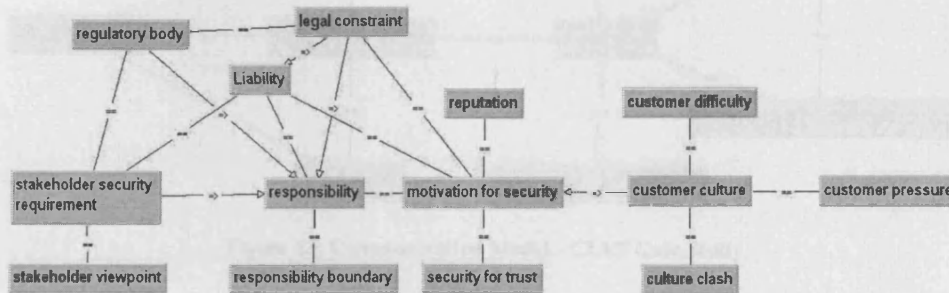 legal constraint
regulatory body
==
=>
Liability
reputation
customer difficulty
==
==
==
=>
==
=>
==
==
==
==
stakeholder security
requirement
=>
responsibility
==
motivation for security
=>
customer culture
==
customer pressure
==
==
==
==
stakeholder viewpoint
responsibility boundary
security for trust
culture clash